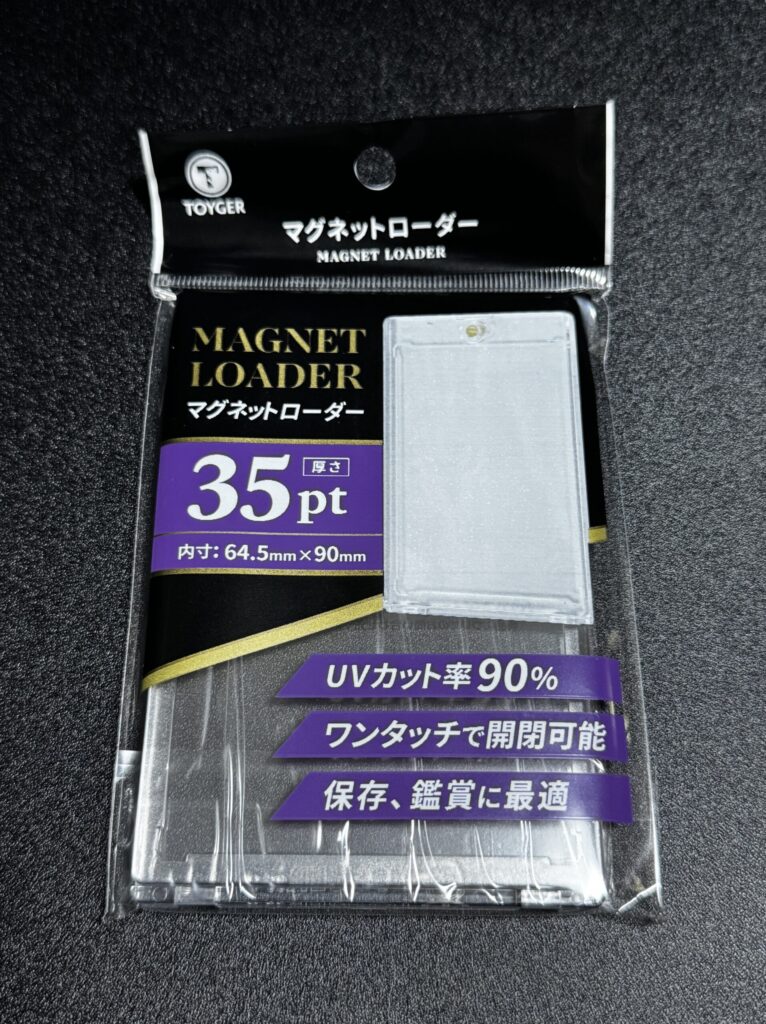 T
TOYGER
マグネットローダー
MAGNET LOADER
MAGNET
LOADER
マグネットローダー
35pt 厚さ
内寸：64.5mm×90mm
UVカット率90%
ワンタッチで開閉可能
保存、鑑賞に最適